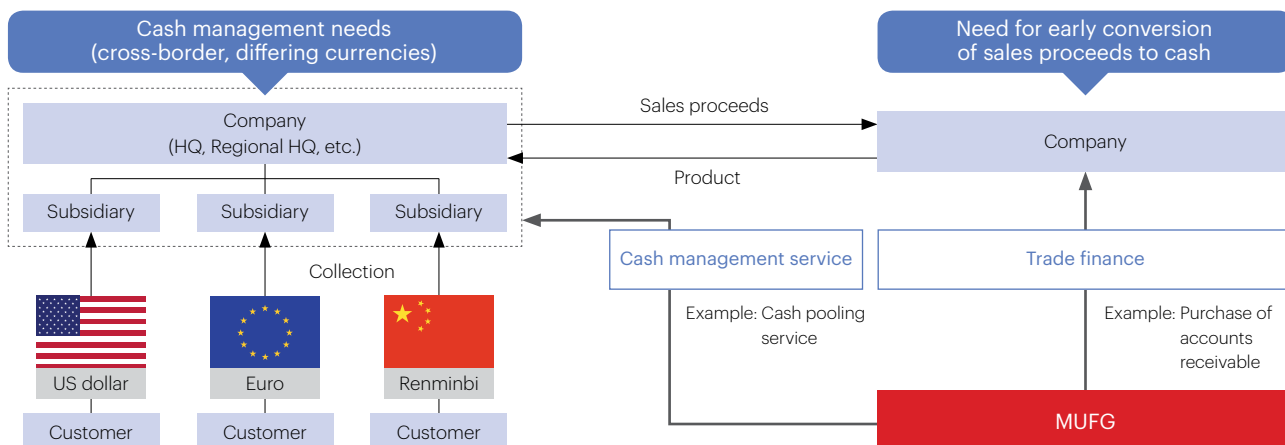 Cash management needs
(cross-border, differing currencies)
Need for early conversion
of sales proceeds to cash
Company
(HQ, Regional HQ, etc.)
Sales proceeds
Company
Product
Subsidiary
Subsidiary
Subsidiary
Cash management service
Trade finance
Collection
Example: Cash pooling
service
Example: Purchase of
accounts
receivable
US dollar
Euro
Renminbi
MUFG
Customer
Customer
Customer